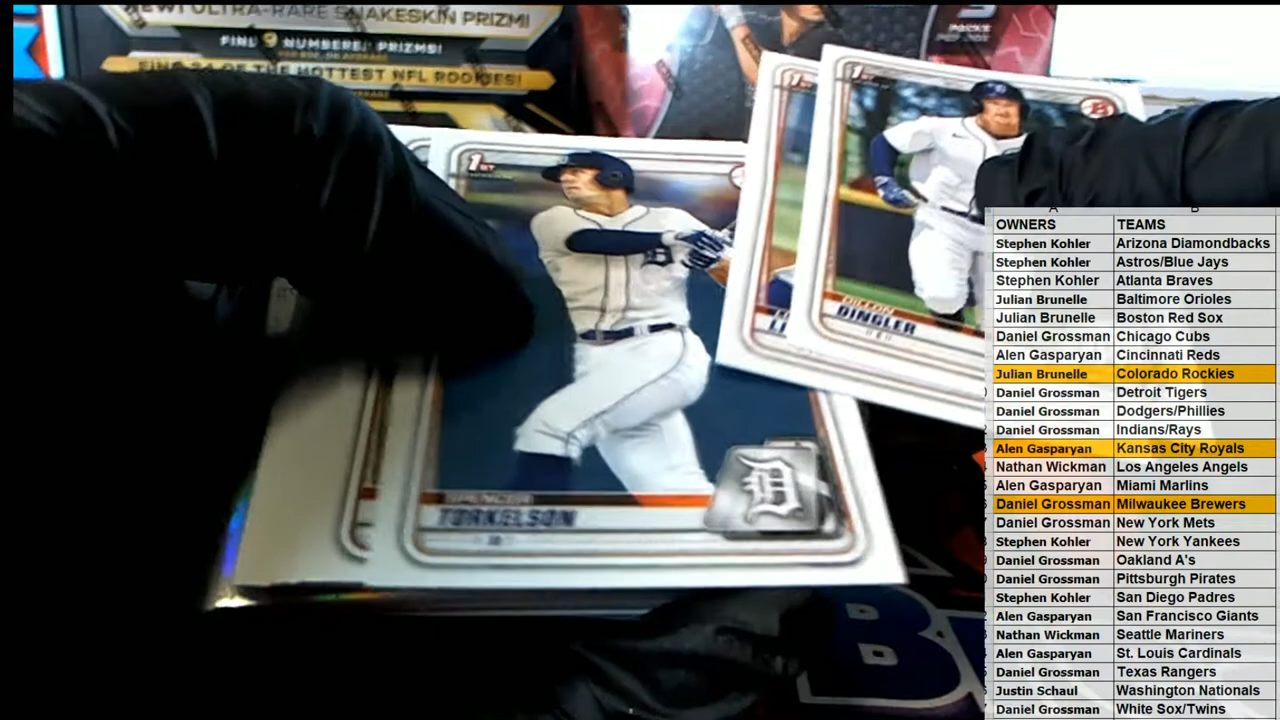 NEW! ULTRA-RARE SNAKESKIN PRIZM!
FIND 9 NUMBERED PRIZMS!
FIND 24 OF THE HOTTEST NFL ROOKIES!
PACKS
1ST
1ST
1ST
DILLON
DINGLER
SPENCER
TORKELSON
D
B
A B
OWNERS TEAMS
Stephen Kohler Arizona Diamondbacks
Stephen Kohler Astros/Blue Jays
Stephen Kohler Atlanta Braves
Julian Brunelle Baltimore Orioles
Julian Brunelle Boston Red Sox
Daniel Grossman Chicago Cubs
Alen Gasparyan Cincinnati Reds
Julian Brunelle Colorado Rockies
Daniel Grossman Detroit Tigers
Daniel Grossman Dodgers/Phillies
Daniel Grossman Indians/Rays
Alen Gasparyan Kansas City Royals
Nathan Wickman Los Angeles Angels
Alen Gasparyan Miami Marlins
Daniel Grossman Milwaukee Brewers
Daniel Grossman New York Mets
Stephen Kohler New York Yankees
Daniel Grossman Oakland A's
Daniel Grossman Pittsburgh Pirates
Stephen Kohler San Diego Padres
Alen Gasparyan San Francisco Giants
Nathan Wickman Seattle Mariners
Alen Gasparyan St. Louis Cardinals
Daniel Grossman Texas Rangers
Justin Schaul Washington Nationals
Daniel Grossman White Sox/Twins